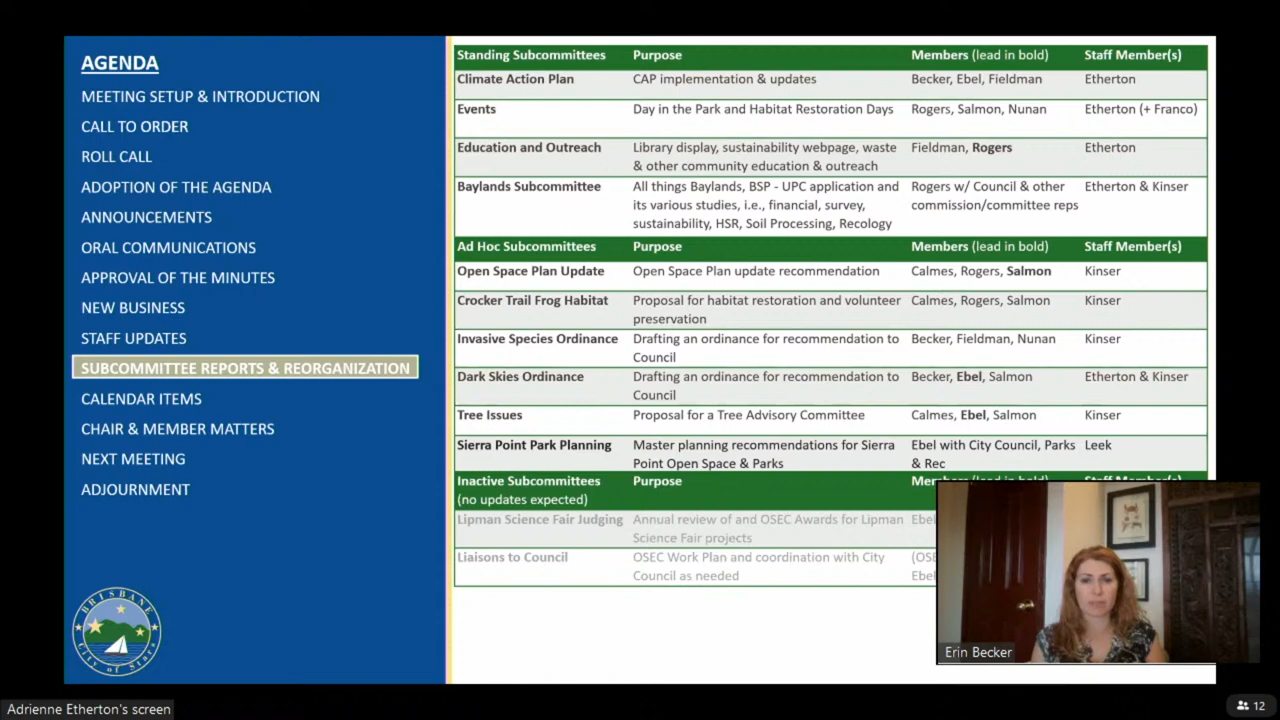 AGENDA
MEETING SETUP & INTRODUCTION
CALL TO ORDER
ROLL CALL
ADOPTION OF THE AGENDA
ANNOUNCEMENTS
ORAL COMMUNICATIONS
APPROVAL OF THE MINUTES
NEW BUSINESS
STAFF UPDATES
SUBCOMMITTEE REPORTS & REORGANIZATION
CALENDAR ITEMS
CHAIR & MEMBER MATTERS
NEXT MEETING
ADJOURNMENT
BRISBANE
City of Stars
Standing Subcommittees Purpose Members (lead in bold) Staff Member(s)
Climate Action Plan CAP implementation & updates Becker, Ebel, Fieldman Etherton
Events Day in the Park and Habitat Restoration Days Rogers, Salmon, Nunan Etherton (+ Franco)
Education and Outreach Library display, sustainability webpage, waste Fieldman, Rogers Etherton
& other community education & outreach
Baylands Subcommittee All things Baylands, BSP - UPC application and Rogers w/ Council & other Etherton & Kinser
its various studies, i.e., financial, survey, commission/committee reps
sustainability, HSR, Soil Processing, Recology
Ad Hoc Subcommittees Purpose Members (lead in bold) Staff Member(s)
Open Space Plan Update Open Space Plan update recommendation Calmes, Rogers, Salmon Kinser
Crocker Trail Frog Habitat Proposal for habitat restoration and volunteer Calmes, Rogers, Salmon Kinser
preservation
Invasive Species Ordinance Drafting an ordinance for recommendation to Becker, Fieldman, Nunan Kinser
Council
Dark Skies Ordinance Drafting an ordinance for recommendation to Becker, Ebel, Salmon Etherton & Kinser
Council
Tree Issues Proposal for a Tree Advisory Committee Calmes, Ebel, Salmon Kinser
Sierra Point Park Planning Master planning recommendations for Sierra Ebel with City Council, Parks Leek
Point Open Space & Parks & Rec
Inactive Subcommittees Purpose Members (lead in bold) Staff Member(s)
(no updates expected)
Lipman Science Fair Judging Annual review of and OSEC Awards for Lipman Ebel
Science Fair projects
Liaisons to Council OSEC Work Plan and coordination with City (OSE
Council as needed Ebel
Erin Becker
Adrienne Etherton's screen
12